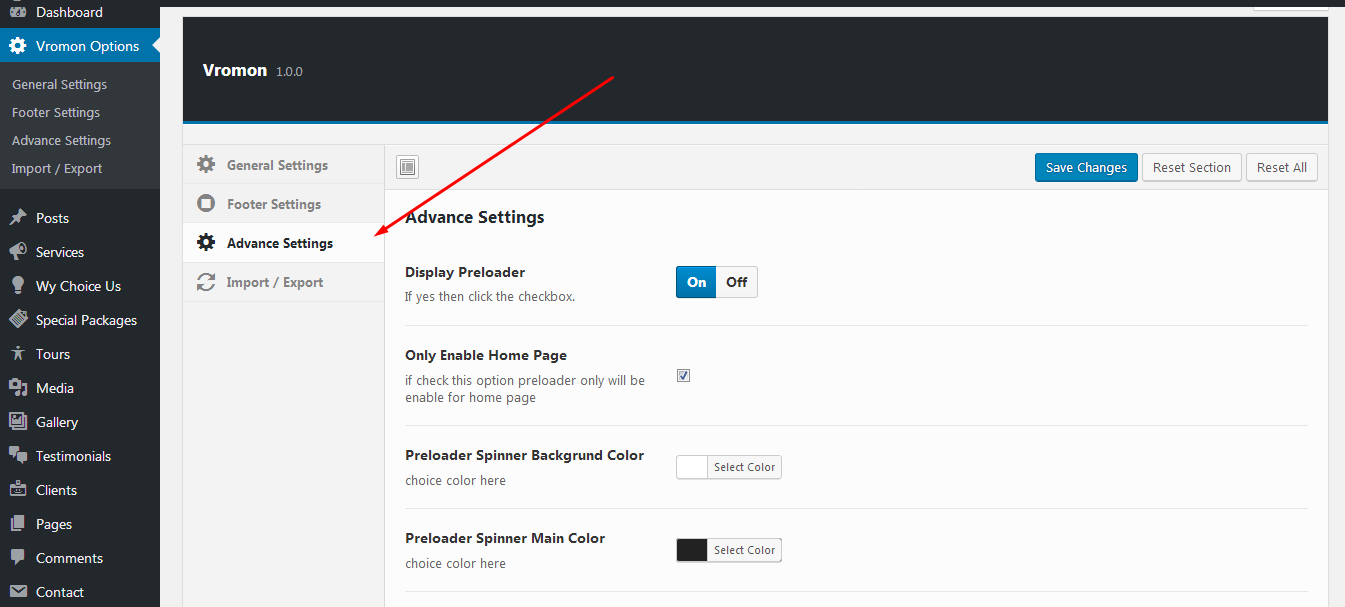 Dashboard
Vromon Options
General Settings
Footer Settings
Advance Settings
Import / Export
Posts
Services
Wy Choice Us
Special Packages
Tours
Media
Gallery
Testimonials
Clients
Pages
Comments
Contact
Vromon 1.0.0
General Settings
Footer Settings
Advance Settings
Import / Export
Save Changes Reset Section Reset All
Advance Settings
Display Preloader
If yes then click the checkbox.
On Off
Only Enable Home Page
if check this option preloader only will be
enable for home page
Preloader Spinner Backgrund Color
choice color here
Select Color
Preloader Spinner Main Color
choice color here
Select Color